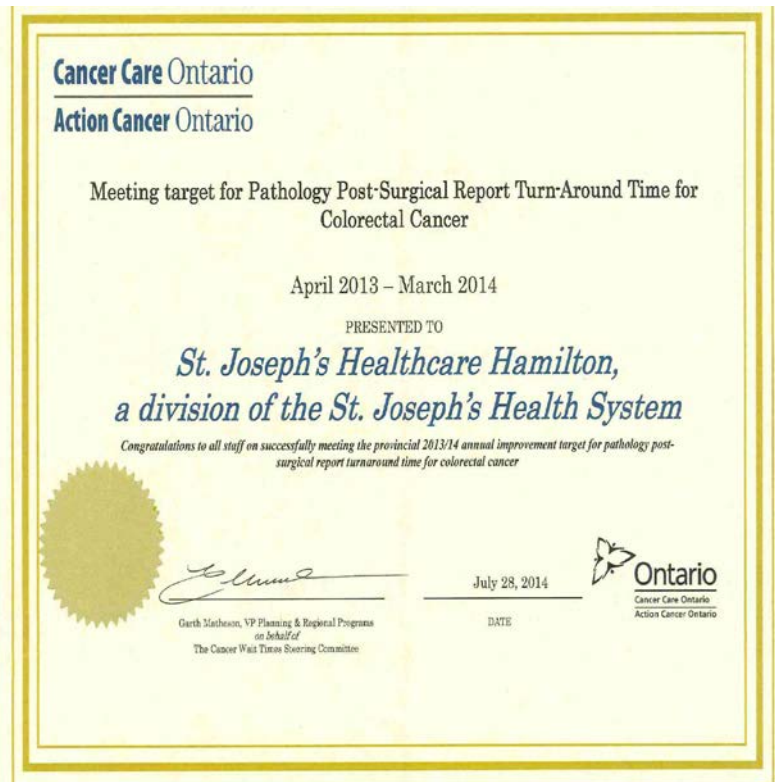 Cancer Care Ontario
Action Cancer Ontario
Meeting target for Pathology Post-Surgical Report Turn-Around Time for
Colorectal Cancer
April 2013 – March 2014
PRESENTED TO
St. Joseph's Healthcare Hamilton,
a division of the St. Joseph's Health System
Congratulations to all staff on successfully meeting the provincial 2013/14 annual improvement target for pathology post-
surgical report turnaround time for colorectal cancer
July 28, 2014
Garth Matheson, VP Planning & Regional Programs
on behalf of
The Cancer Wait Times Steering Committee
DATE
Ontario
Cancer Care Ontario
Action Cancer Ontario